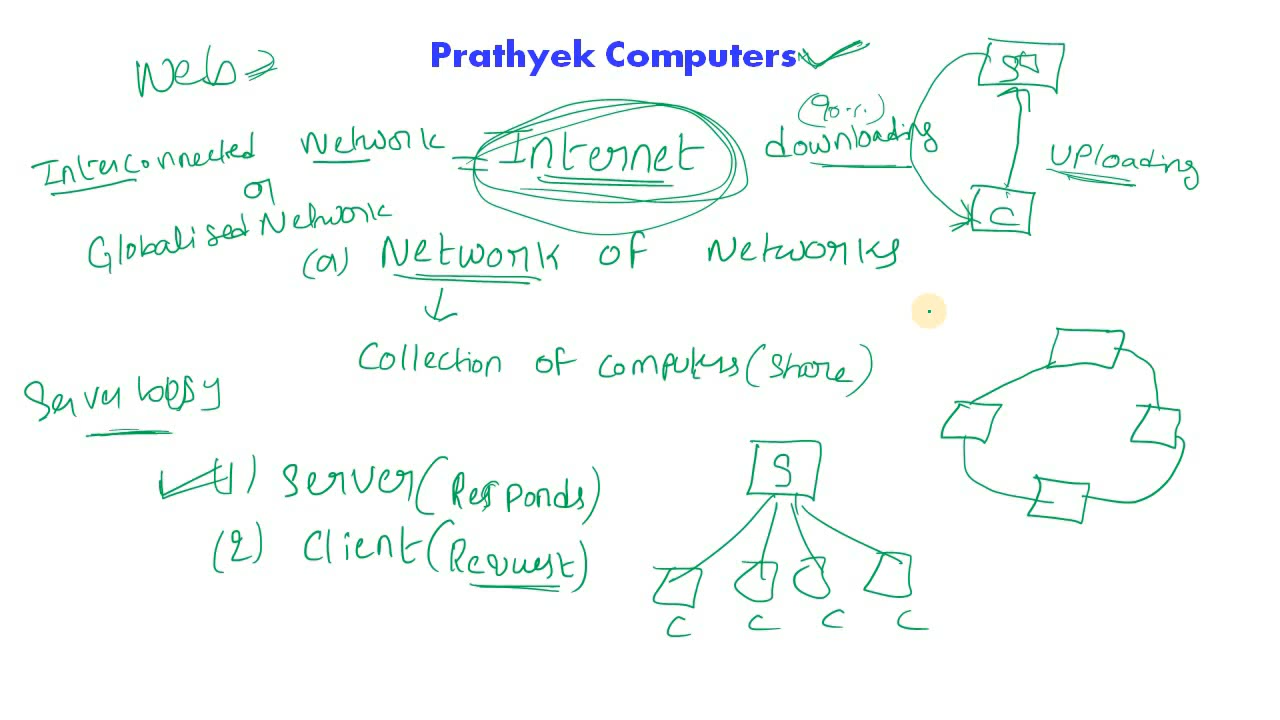 Prathyek Computers
Web
S
(90%)
downloading
Uploading
C
Interconnected Network = Internet
or
Globalised Network
(a) Network of Networks
Collection of computers (share)
Server
(1) Server (Responds)
(2) Client (Request)
S
C C C C